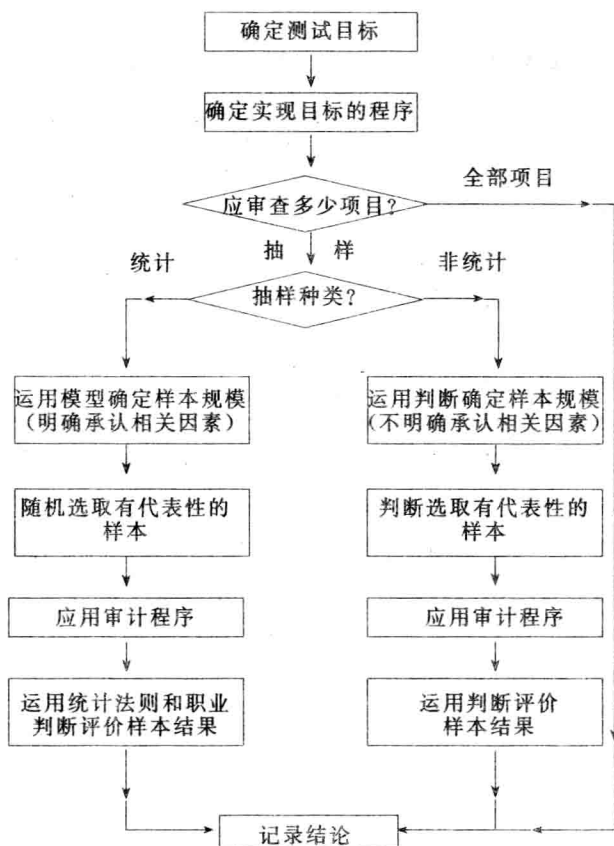 确定测试目标
确定实现目标的程序
全部项目
应审查多少项目?
抽 样
统计
非统计
抽样种类?
运用模型确定样本规模
(明确承认相关因素)
运用判断确定样本规模
(不明确承认相关因素)
随机选取有代表性的
样本
判断选取有代表性的
样本
应用审计程序
应用审计程序
运用统计法则和职业
判断评价样本结果
运用判断评价
样本结果
记录结论